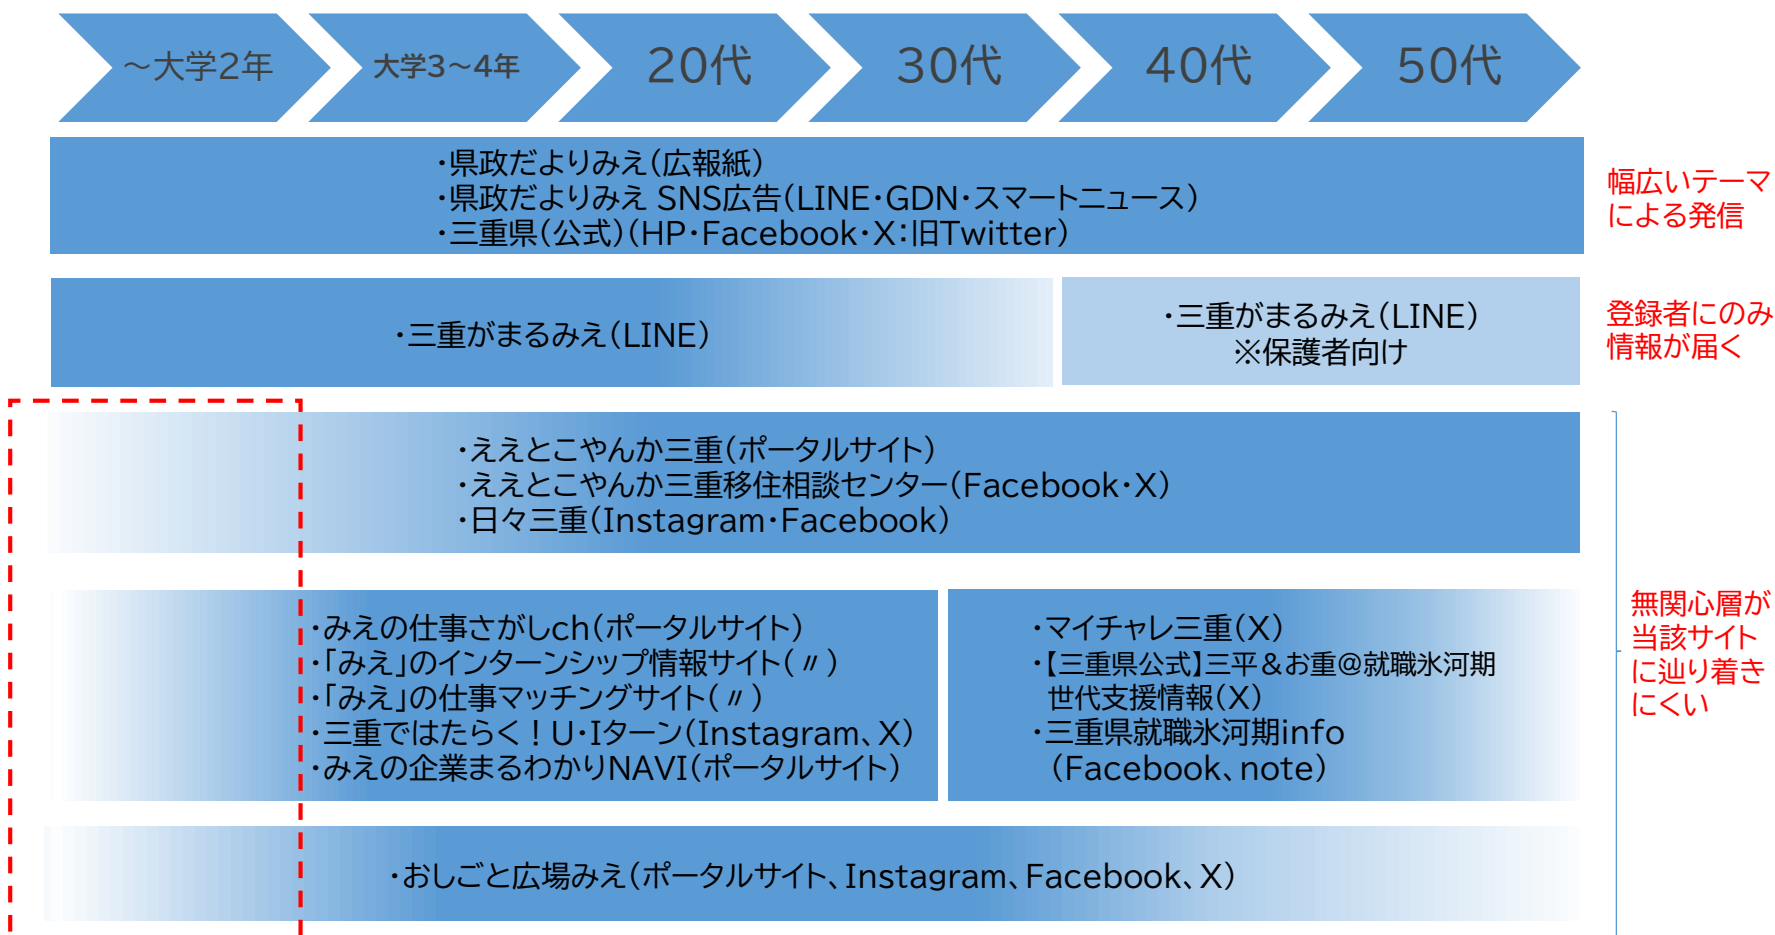 ～大学2年
大学3～4年
20代
30代
40代
50代
・県政だよりみえ（広報紙）
・県政だよりみえ SNS広告（LINE・GDN・スマートニュース）
・三重県（公式）（HP・Facebook・X：旧Twitter）
幅広いテーマ
による発信
・三重がまるみえ（LINE）
・三重がまるみえ（LINE）
※保護者向け
登録者にのみ
情報が届く
・ええとこやんか三重（ポータルサイト）
・ええとこやんか三重移住相談センター（Facebook・X）
・日々三重（Instagram・Facebook）
・みえの仕事さがしch（ポータルサイト）
・「みえ」のインターンシップ情報サイト（〃）
・「みえ」の仕事マッチングサイト（〃）
・三重ではたらく！U・Iターン（Instagram、X）
・みえの企業まるわかりNAVI（ポータルサイト）
・マイチャレ三重（X）
・【三重県公式】三平＆お重@就職氷河期
世代支援情報（X）
・三重県就職氷河期info
（Facebook、note）
無関心層が
当該サイト
に辿り着き
にくい
・おしごと広場みえ（ポータルサイト、Instagram、Facebook、X）